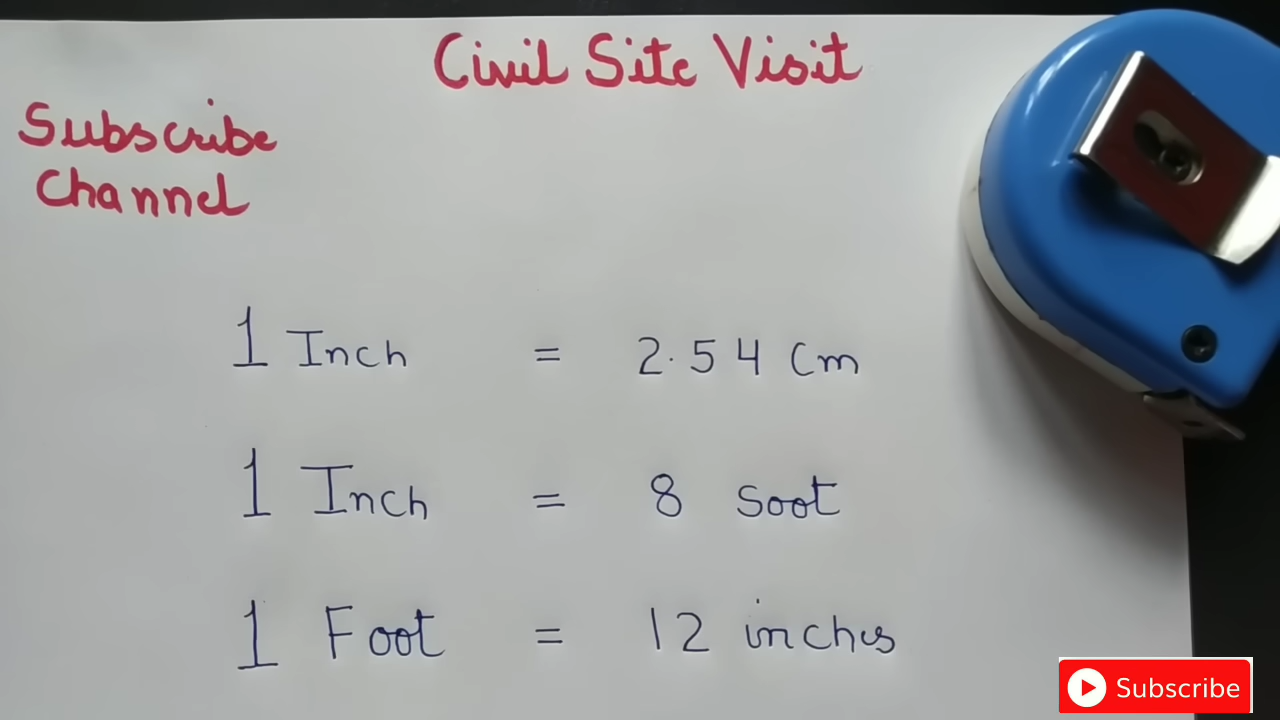 Civil Site Visit
Subscribe
Channel
1 Inch = 2.54 Cm
1 Inch = 8 Soot
1 Foot = 12 inches
Subscribe